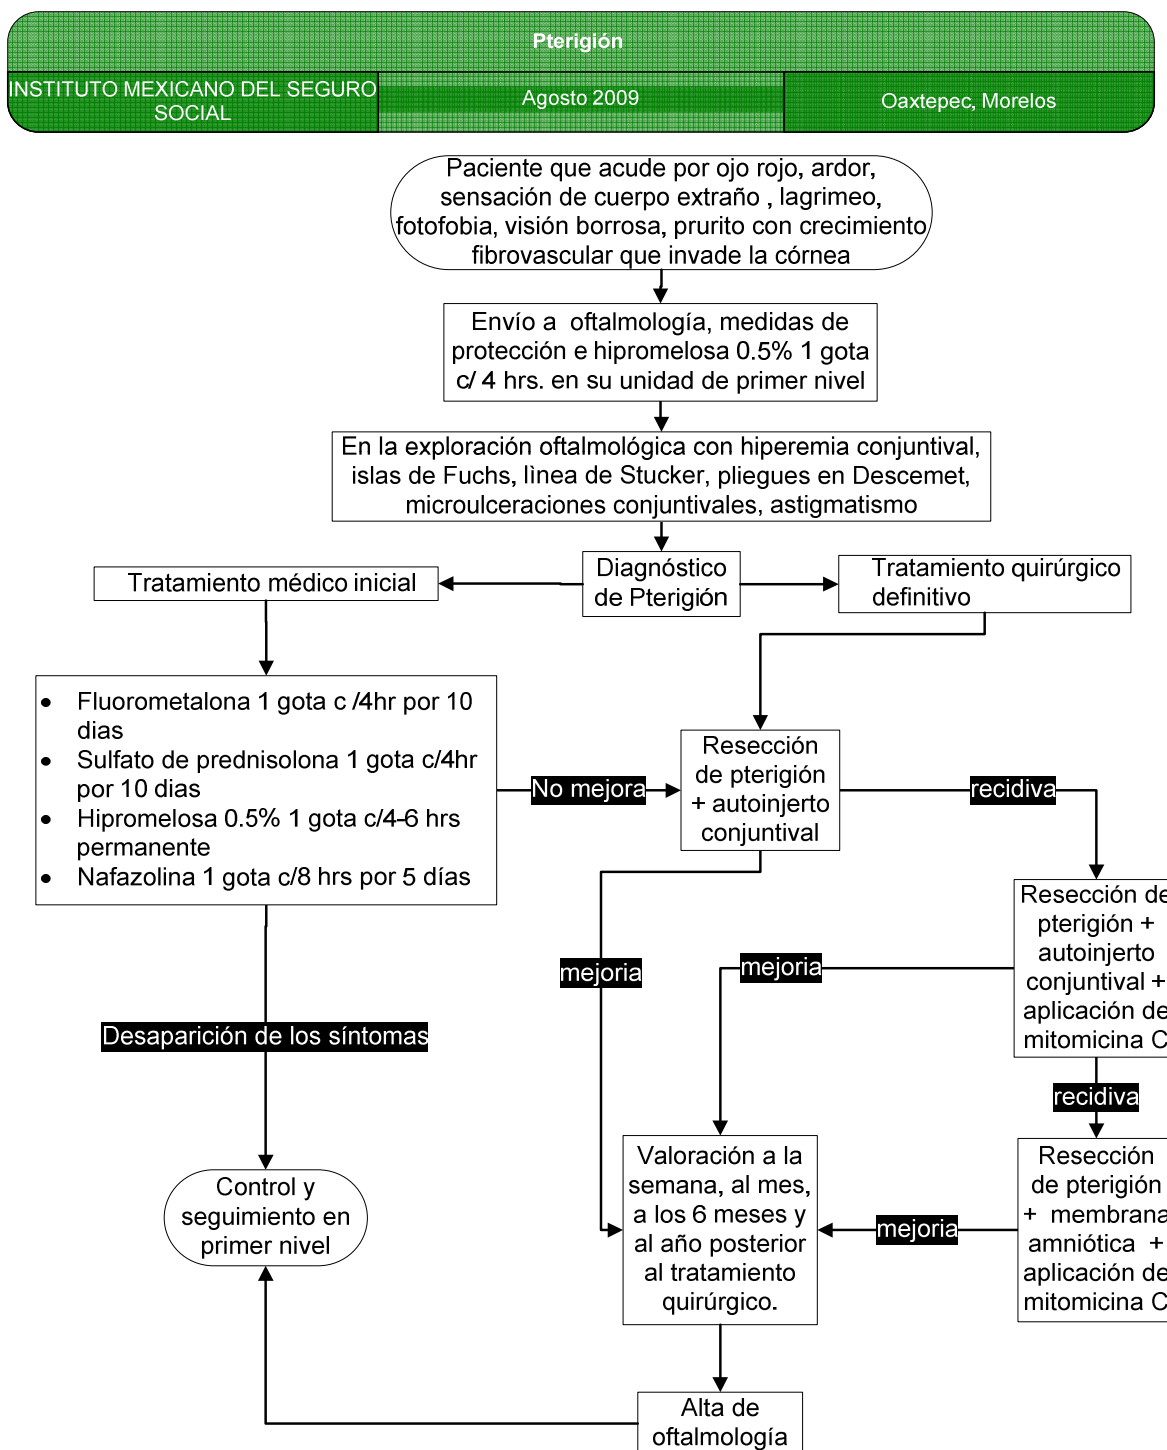 Pterigión
INSTITUTO MEXICANO DEL SEGURO
SOCIAL
Agosto 2009
Oaxtepec, Morelos
Paciente que acude por ojo rojo, ardor,
sensación de cuerpo extraño , lagrimeo,
fotofobia, visión borrosa, prurito con crecimiento
fibrovascular que invade la córnea
Envío a oftalmología, medidas de
protección e hipromelosa 0.5% 1 gota
c/ 4 hrs. en su unidad de primer nivel
En la exploración oftalmológica con hiperemia conjuntival,
islas de Fuchs, lìnea de Stucker, pliegues en Descemet,
microulceraciones conjuntivales, astigmatismo
Diagnóstico
de Pterigión
Tratamiento médico inicial
Tratamiento quirúrgico
definitivo
• Fluorometalona 1 gota c /4hr por 10
dias
• Sulfato de prednisolona 1 gota c/4hr
por 10 dias
• Hipromelosa 0.5% 1 gota c/4-6 hrs
permanente
• Nafazolina 1 gota c/8 hrs por 5 días
No mejora
Resección
de pterigión
+ autoinjerto
conjuntival
recidiva
Resección de
pterigión +
autoinjerto
conjuntival +
aplicación de
mitomicina C
mejoria
mejoria
Desaparición de los síntomas
recidiva
Valoración a la
semana, al mes,
a los 6 meses y
al año posterior
al tratamiento
quirúrgico.
Resección
de pterigión
+ membrana
amniótica +
aplicación de
mitomicina C
mejoria
Control y
seguimiento en
primer nivel
Alta de
oftalmología